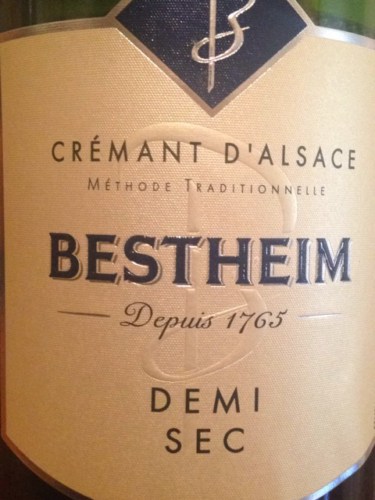 CRÉMANT D'ALSACE
MÉTHODE TRADITIONNELLE
BESTHEIM
Depuis 1765
DEMI
SEC